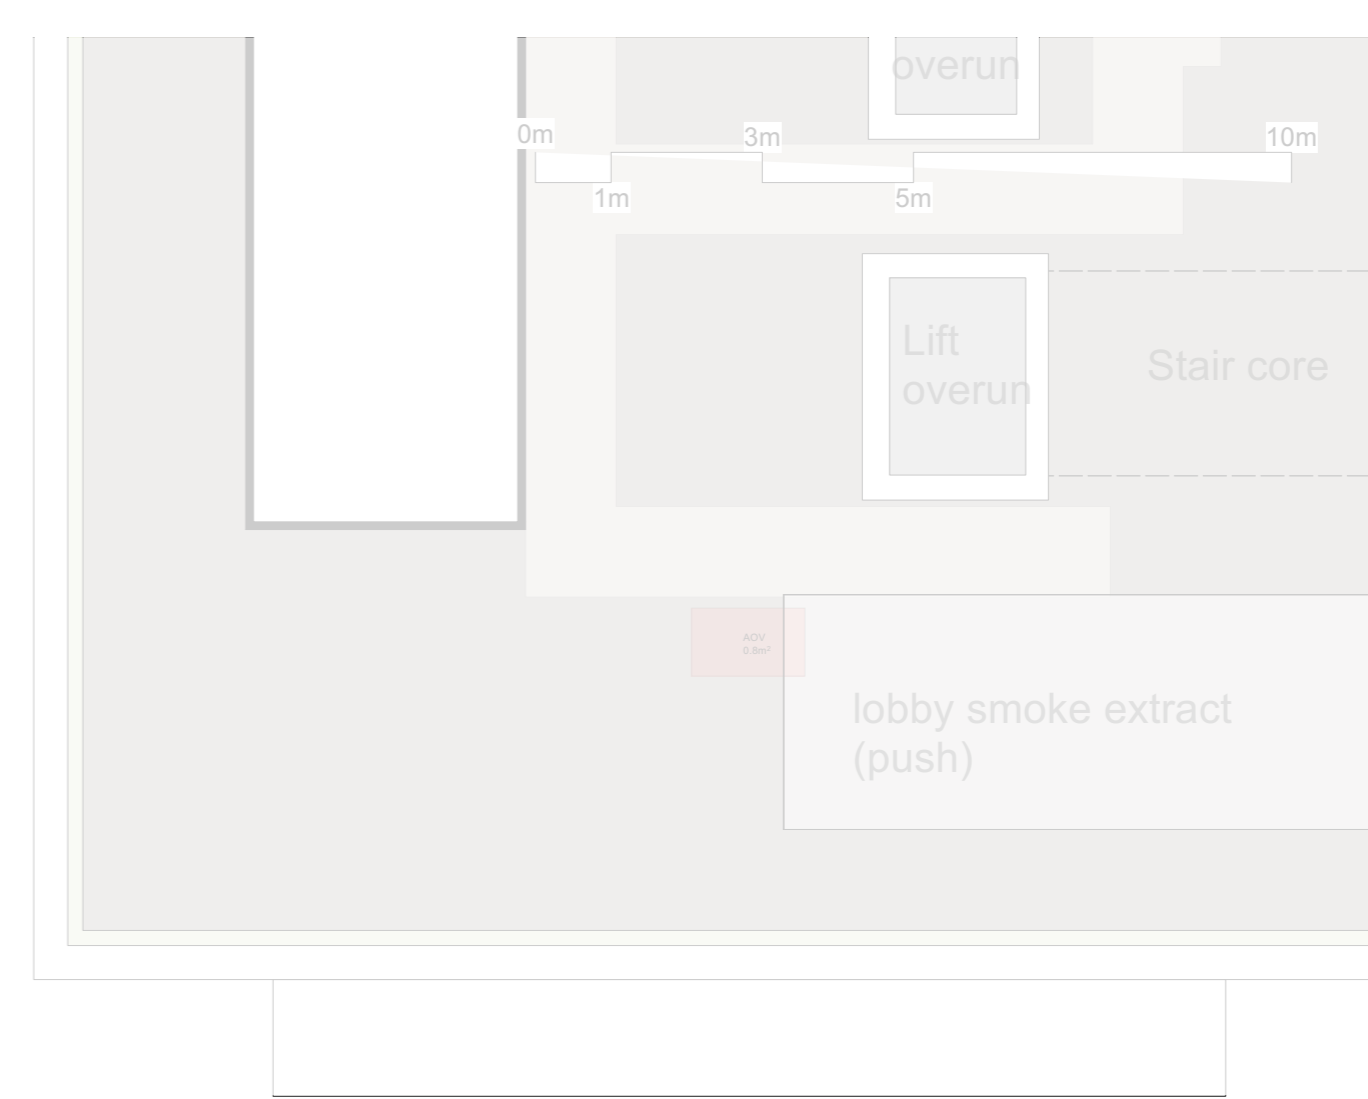 overun
0m
3m
10m
1m
5m
Lift
overun
Stair core
AOV
0.8m²
lobby smoke extract
(push)